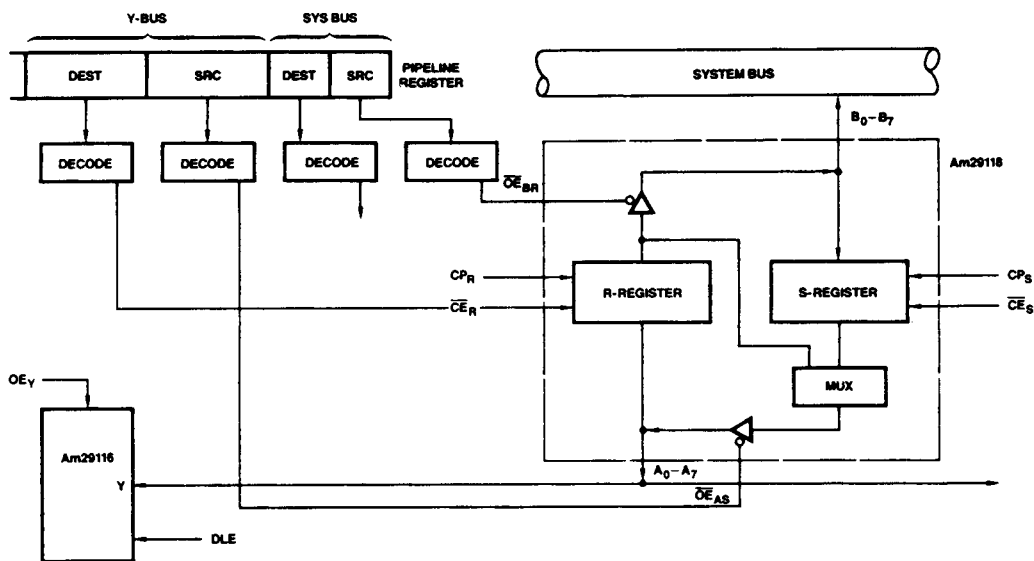 Y-BUS
SYS BUS
DEST
SRC
DEST
SRC
PIPELINE
REGISTER
SYSTEM BUS
B0–B7
DECODE
DECODE
DECODE
DECODE
Am29118
OEBR
CPR
R-REGISTER
S-REGISTER
CPS
CER
CES
MUX
OEY
Am29116
Y
A0–A7
OEAS
DLE